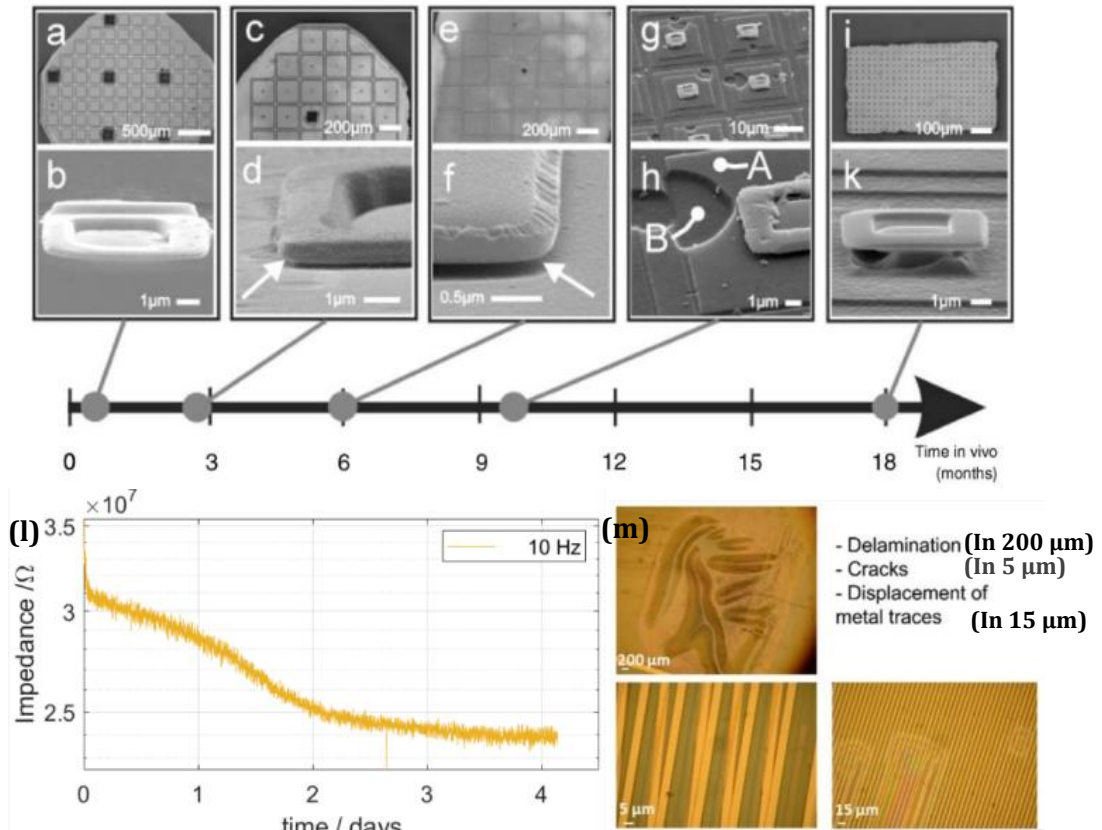 a
500μm
c
200μm
e
200μm
g
10μm
i
100μm
b
1μm
d
1μm
f
0.5μm
h
A
B
1μm
k
1μm
0 3 6 9 12 15 18
Time in vivo
(months)
(l)
×10⁷
3.5
3
2.5
Impedance /Ω
10 Hz
0 1 2 3 4
time / days
(m)
200 μm
- Delamination (In 200 μm)
- Cracks (In 5 μm)
- Displacement of
metal traces (In 15 μm)
5 μm
15 μm